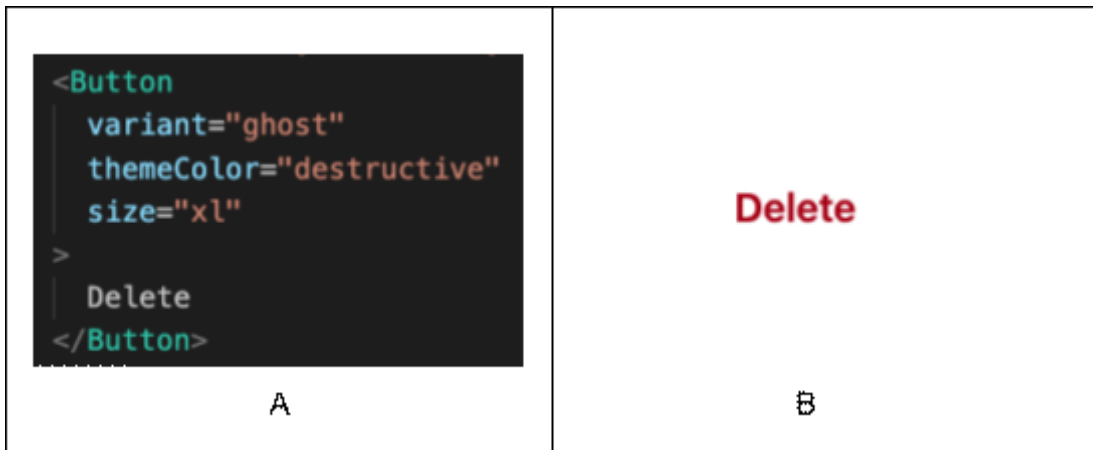 <Button
variant="ghost"
themeColor="destructive"
size="xl"
>
Delete
</Button>
A
Delete
B